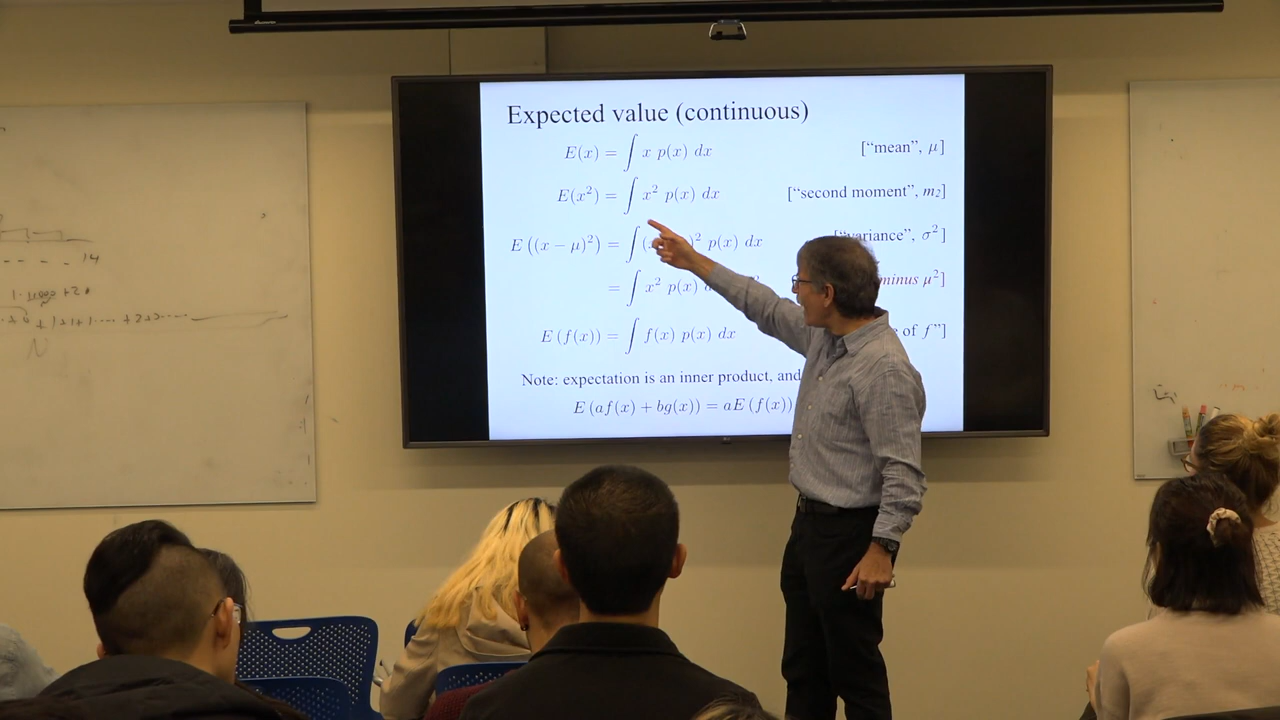 Expected value (continuous)
E(x) = ∫ x p(x) dx ["mean", μ]
E(x²) = ∫ x² p(x) dx ["second moment", m₂]
E ((x − μ)²) = ∫ (x ² p(x) dx ["variance", σ²]
= ∫ x² p(x) minus μ²]
E (f(x)) = ∫ f(x) p(x) dx of f"]
Note: expectation is an inner product, and
E (af(x) + bg(x)) = aE (f(x))
14